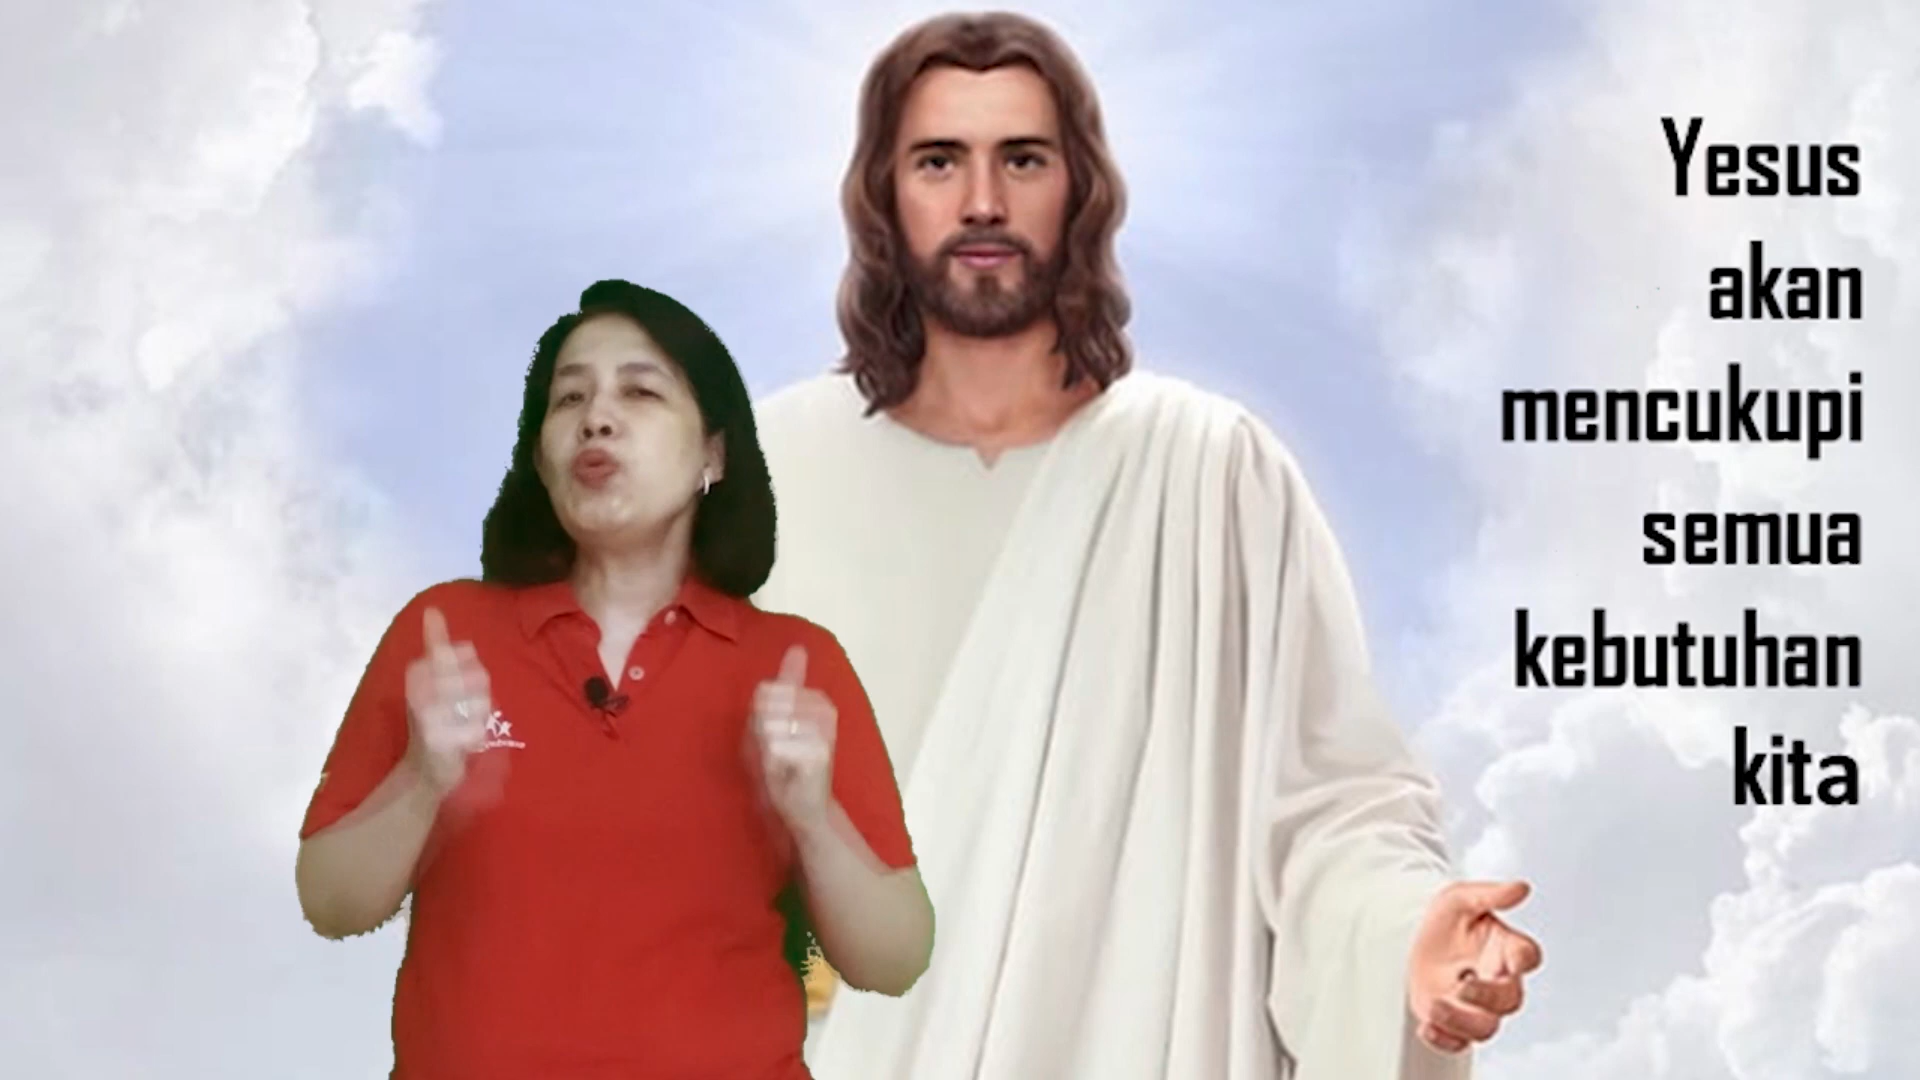 Yesus
akan
mencukupi
semua
kebutuhan
kita